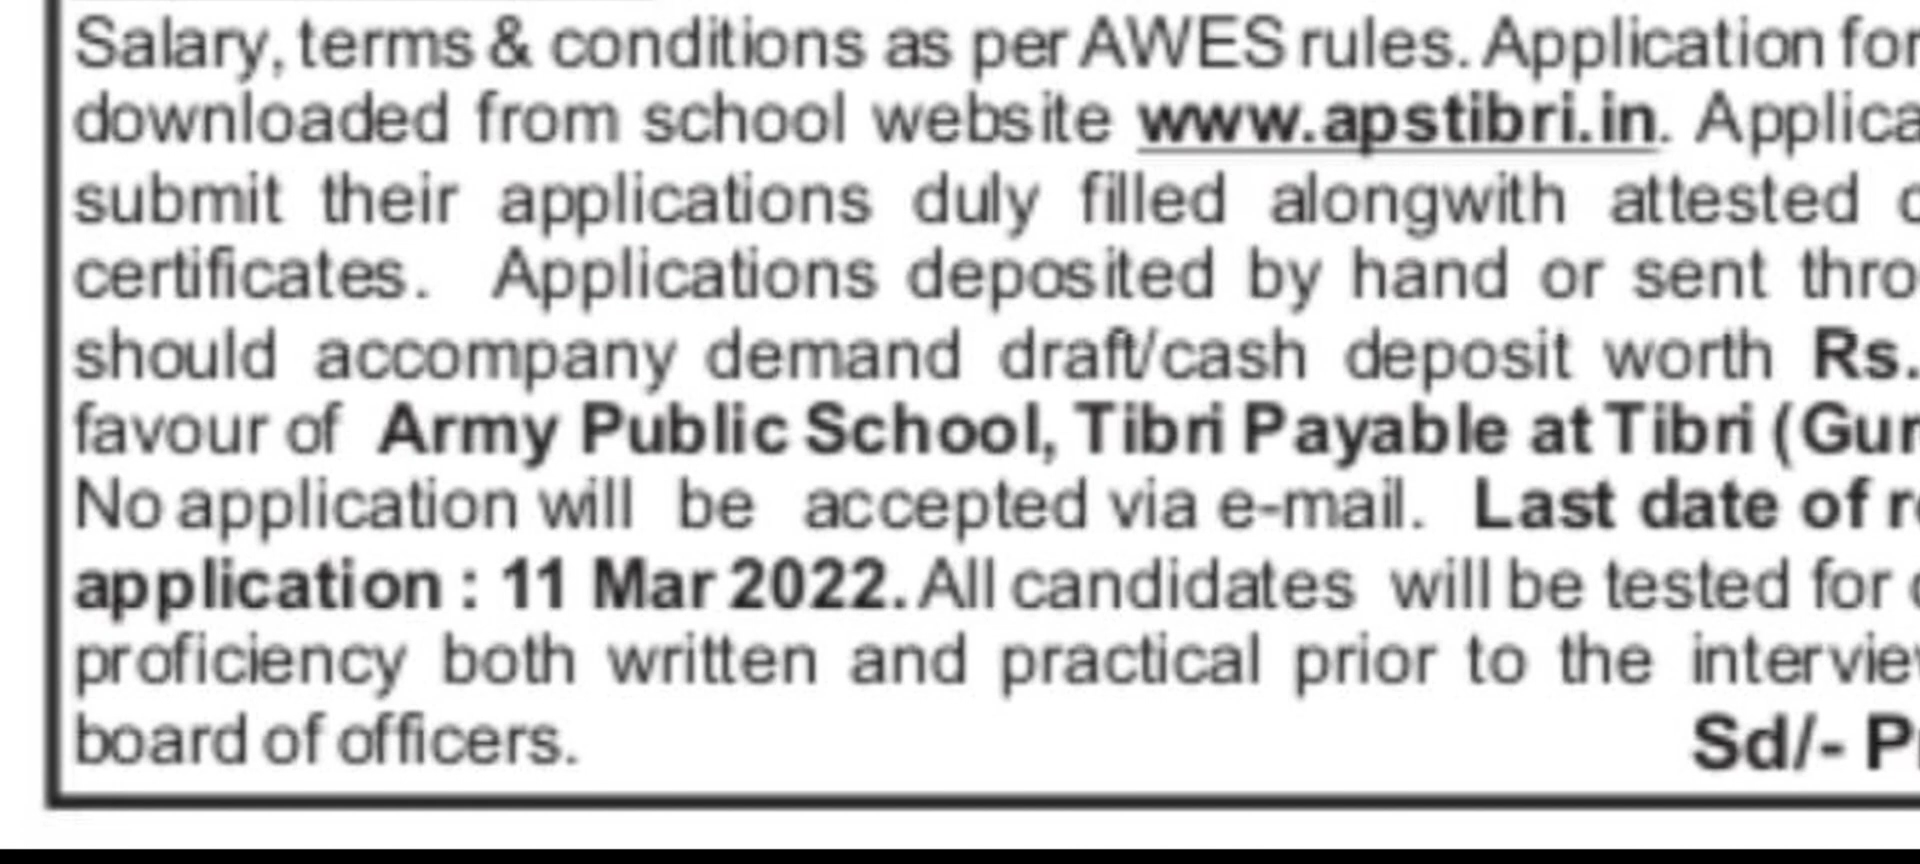 Salary, terms & conditions as per AWES rules. Application for
downloaded from school website www.apstibri.in. Applica
submit their applications duly filled alongwith attested c
certificates. Applications deposited by hand or sent thro
should accompany demand draft/cash deposit worth Rs.
favour of Army Public School, Tibri Payable at Tibri (Gur
No application will be accepted via e-mail. Last date of re
application : 11 Mar 2022. All candidates will be tested for c
proficiency both written and practical prior to the interview
board of officers.
Sd/- Pr